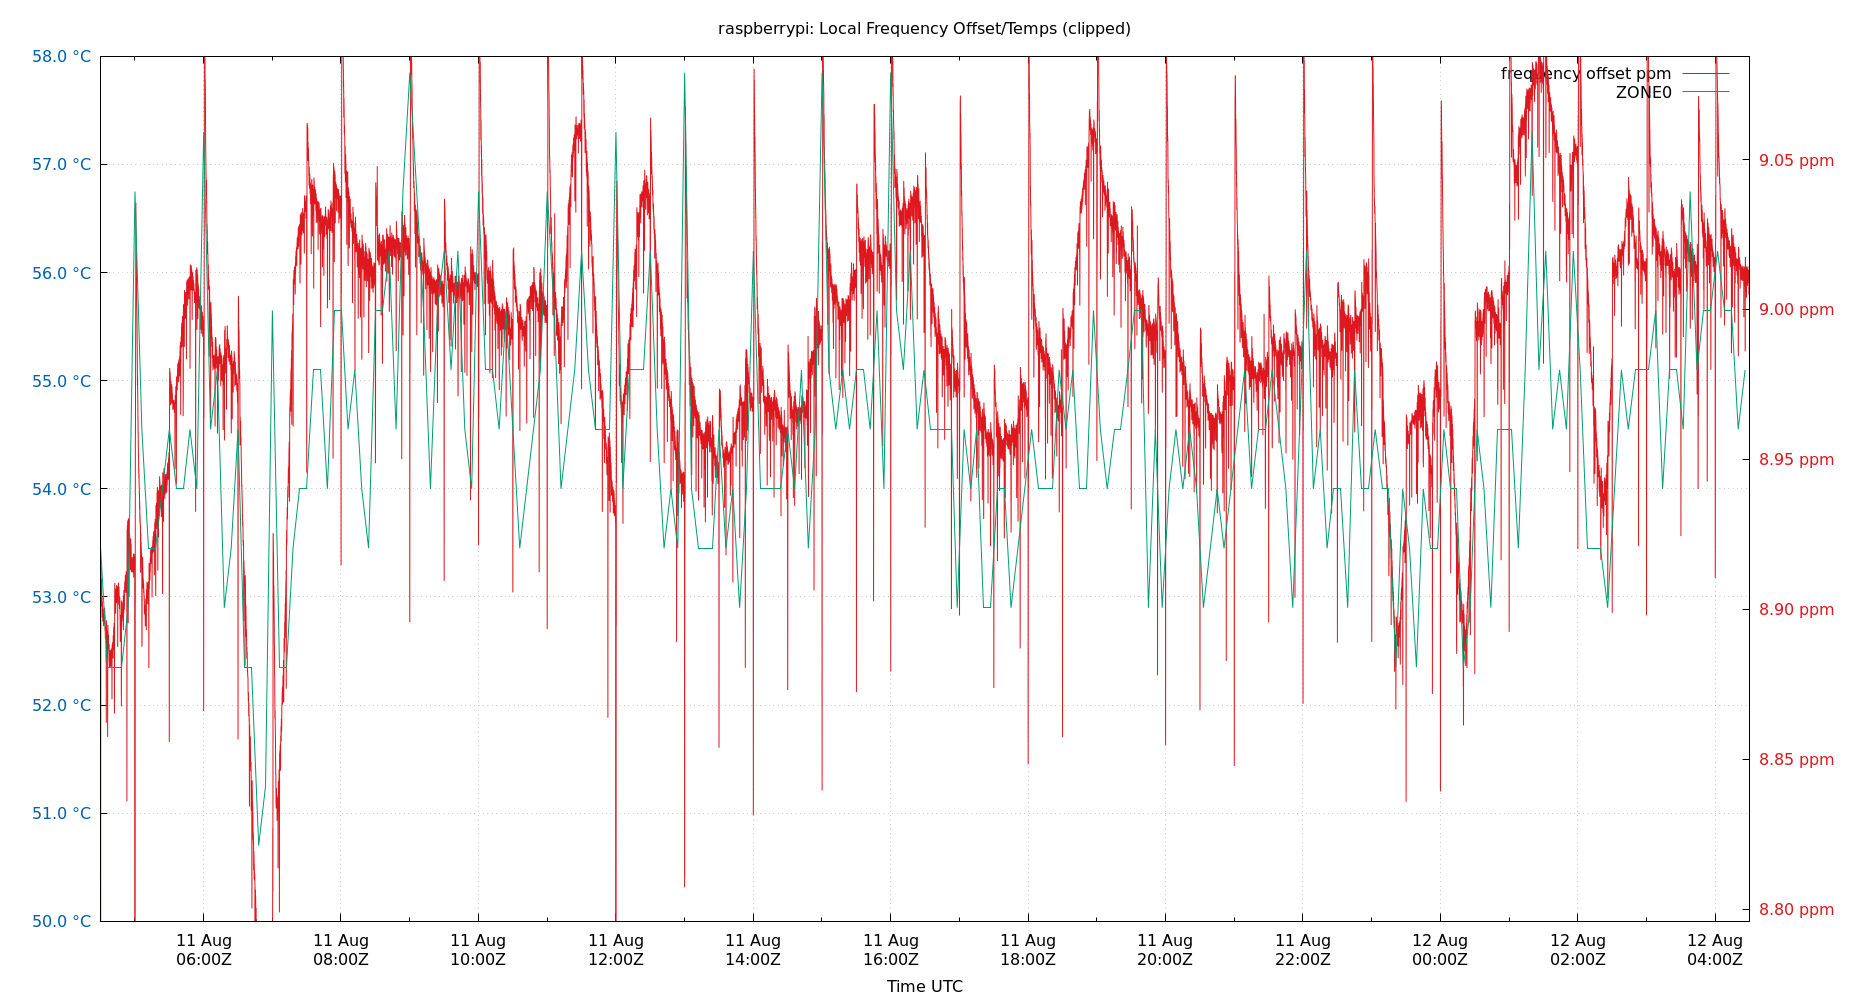 raspberrypi: Local Frequency Offset/Temps (clipped)
frequency offset ppm
ZONE0
58.0 °C
57.0 °C
56.0 °C
55.0 °C
54.0 °C
53.0 °C
52.0 °C
51.0 °C
50.0 °C
9.05 ppm
9.00 ppm
8.95 ppm
8.90 ppm
8.85 ppm
8.80 ppm
11 Aug 11 Aug 11 Aug 11 Aug 11 Aug 11 Aug 11 Aug 11 Aug 11 Aug 12 Aug 12 Aug 12 Aug
06:00Z 08:00Z 10:00Z 12:00Z 14:00Z 16:00Z 18:00Z 20:00Z 22:00Z 00:00Z 02:00Z 04:00Z
Time UTC